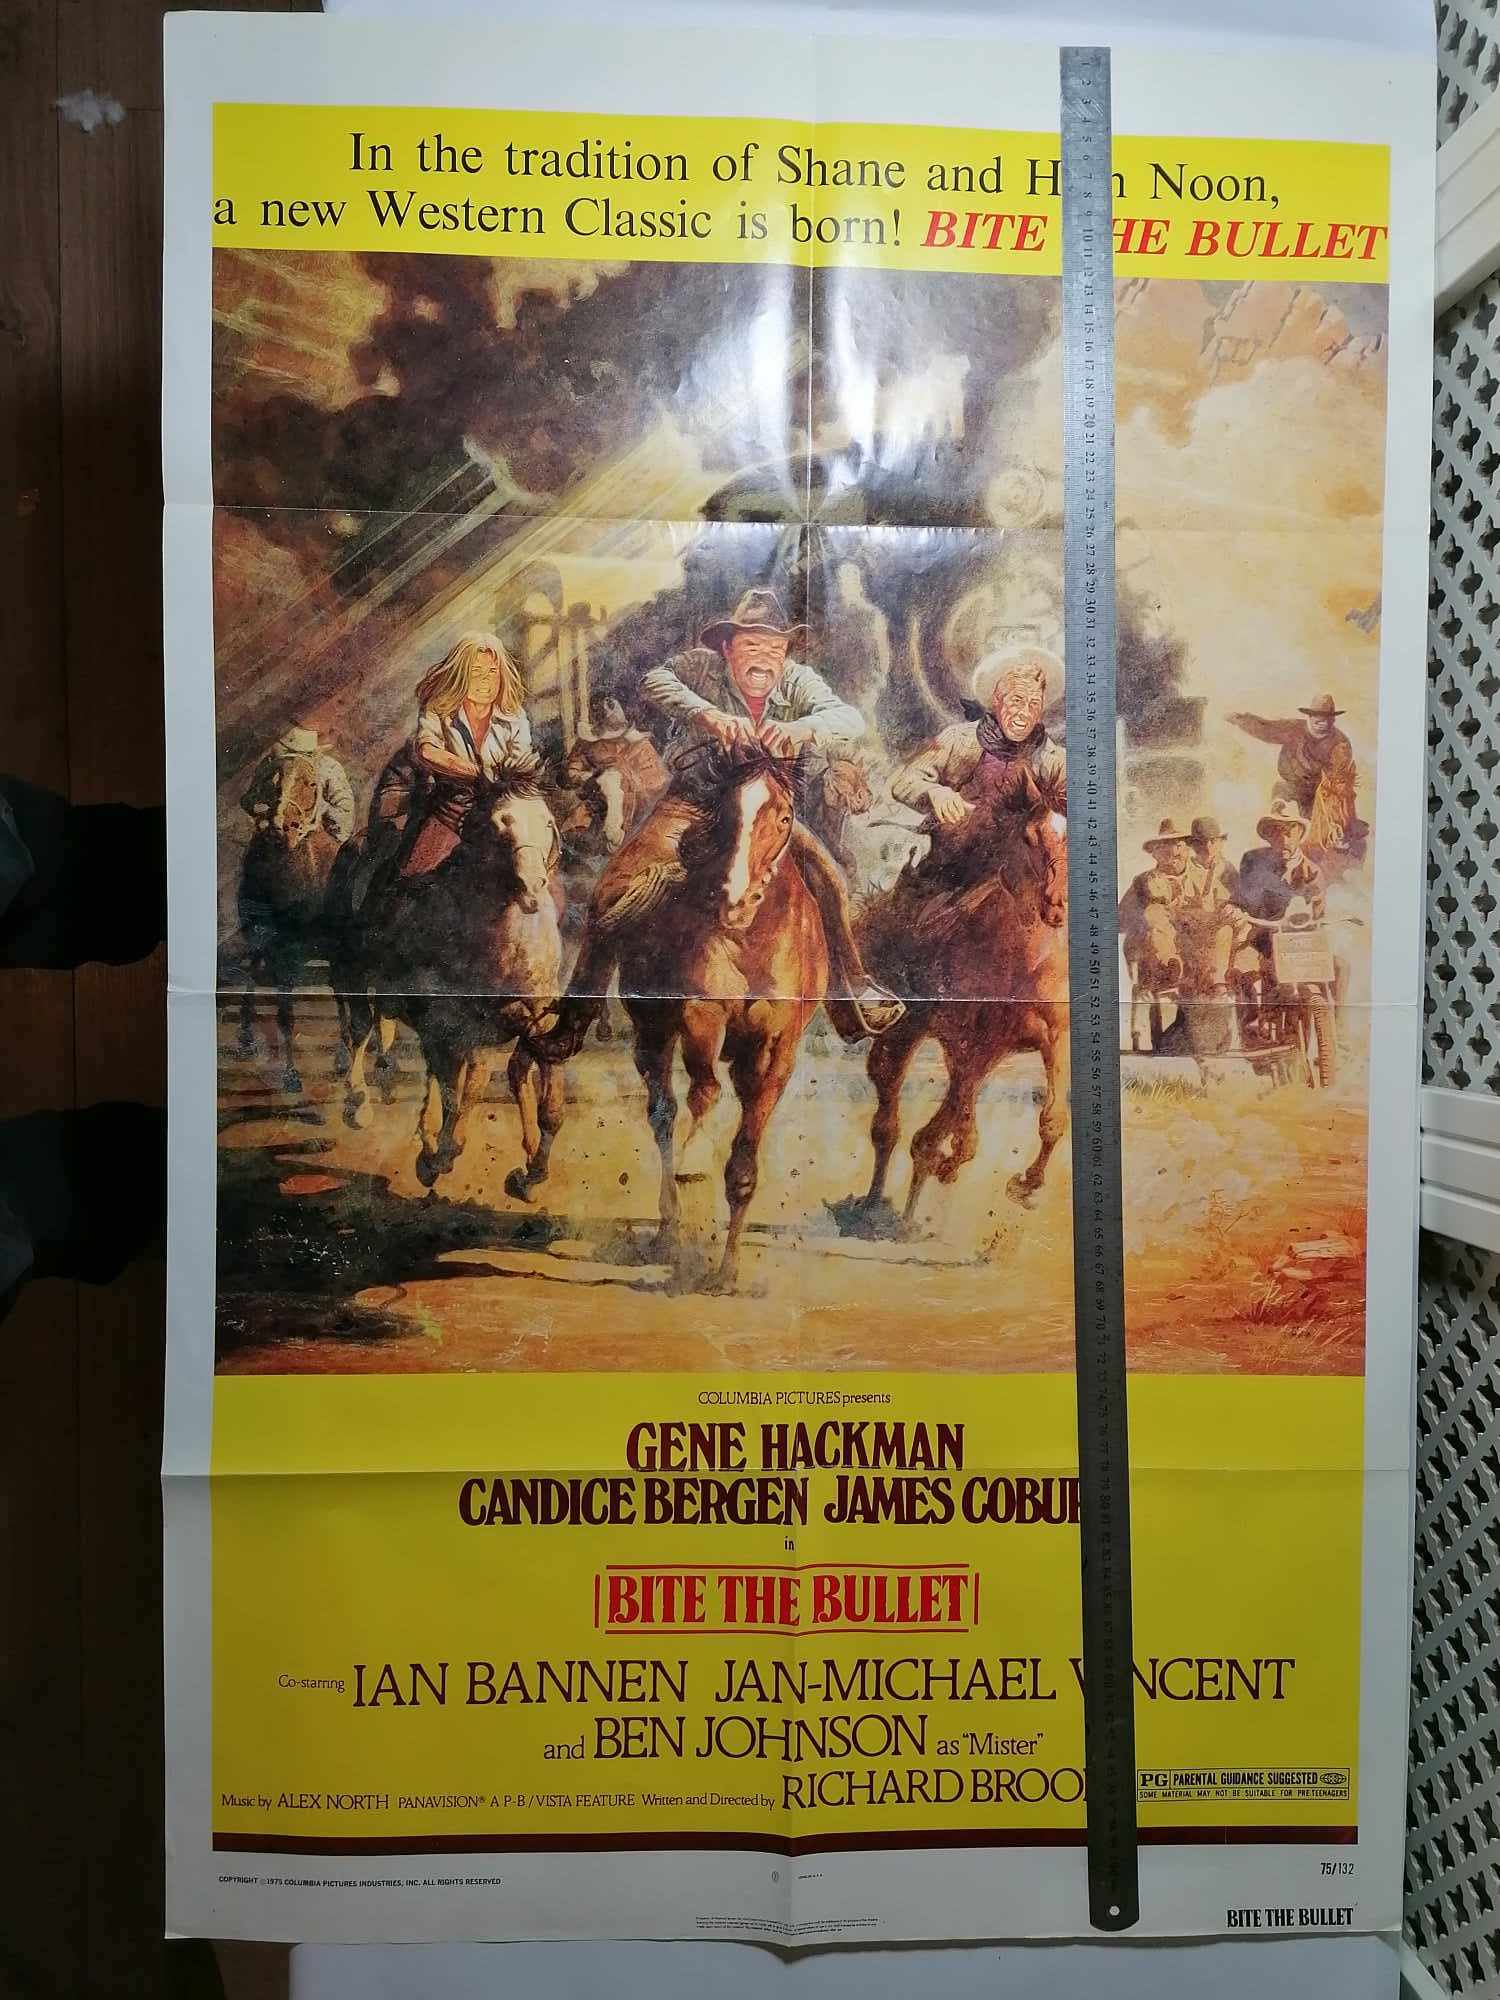 In the tradition of Shane and H n Noon,
a new Western Classic is born! BITE HE BULLET
COLUMBIA PICTURES presents
GENE HACKMAN
CANDICE BERGEN JAMES COBU
in
BITE THE BULLET
Co-starring IAN BANNEN JAN-MICHAEL V NCENT
and BEN JOHNSON as "Mister"
Music by ALEX NORTH PANAVISION® A P-B/VISTA FEATURE Written and Directed by RICHARD BROO
PG PARENTAL GUIDANCE SUGGESTED
SOME MATERIAL MAY NOT BE SUITABLE FOR PRE-TEENAGERS
COPYRIGHT ©1975 COLUMBIA PICTURES INDUSTRIES, INC. ALL RIGHTS RESERVED
75/132
BITE THE BULLET